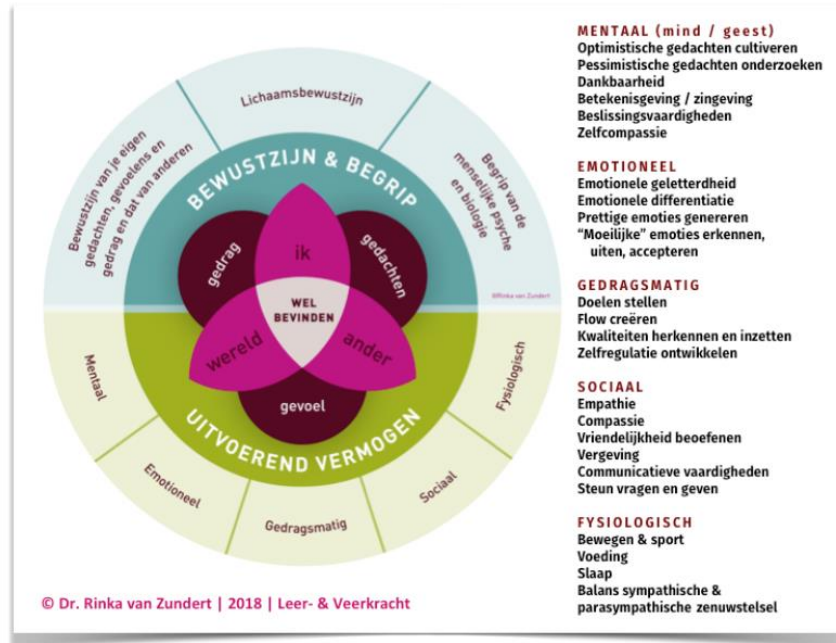 Bewustzijn van je eigen
gedachten, gevoelens en
gedrag en dat van anderen
Lichaamsbewustzijn
Begrip van de
menselijke psyche
en biologie
BEWUSTZIJN & BEGRIP
gedrag
ik
gedachten
WEL
BEVINDEN
©Rinka van Zundert
wereld
ander
gevoel
UITVOEREND VERMOGEN
Mentaal
Emotioneel
Gedragsmatig
Sociaal
Fysiologisch
© Dr. Rinka van Zundert | 2018 | Leer- & Veerkracht
MENTAAL (mind / geest)
Optimistische gedachten cultiveren
Pessimistische gedachten onderzoeken
Dankbaarheid
Betekenisgeving / zingeving
Beslissingsvaardigheden
Zelfcompassie
EMOTIONEEL
Emotionele geletterdheid
Emotionele differentiatie
Prettige emoties genereren
“Moeilijke” emoties erkennen,
uiten, accepteren
GEDRAGSMATIG
Doelen stellen
Flow creëren
Kwaliteiten herkennen en inzetten
Zelfregulatie ontwikkelen
SOCIAAL
Empathie
Compassie
Vriendelijkheid beoefenen
Vergeving
Communicatieve vaardigheden
Steun vragen en geven
FYSIOLOGISCH
Bewegen & sport
Voeding
Slaap
Balans sympathische &
parasympathische zenuwstelsel